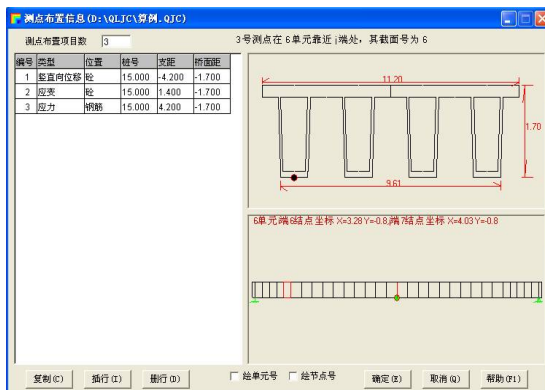 测点布置信息(D:\QLJC\算例.QJC)
测点布置项目数 3
3号测点在 6单元靠近 j端处，其截面号为 6
编号 类型 位置 桩号 支距 桥面距
1 竖直向位移 砼 15.000 -4.200 -1.700
2 应变 砼 15.000 1.400 -1.700
3 应力 钢筋 15.000 4.200 -1.700
11.20
1.70
9.61
6单元i端6结点坐标 X=3.28 Y=-0.8,j端7结点坐标 X=4.03 Y=-0.8
复制(C) 插行(I) 删行(D) 绘单元号 绘节点号 确定(E) 取消(Q) 帮助(F1)